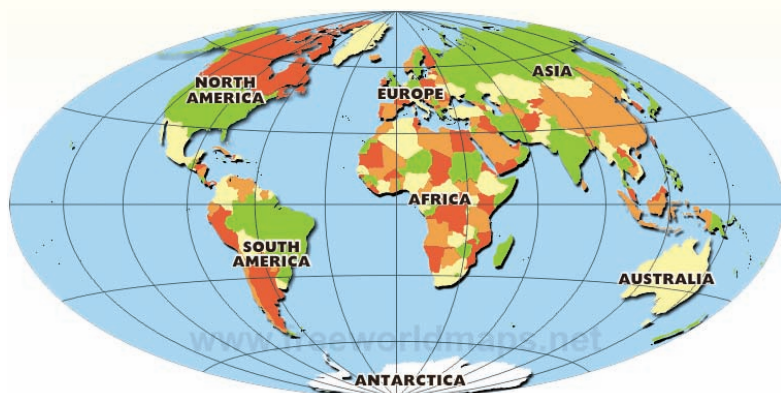 NORTH
AMERICA
EUROPE
ASIA
AFRICA
SOUTH
AMERICA
AUSTRALIA
www.freeworldmaps.net
ANTARCTICA